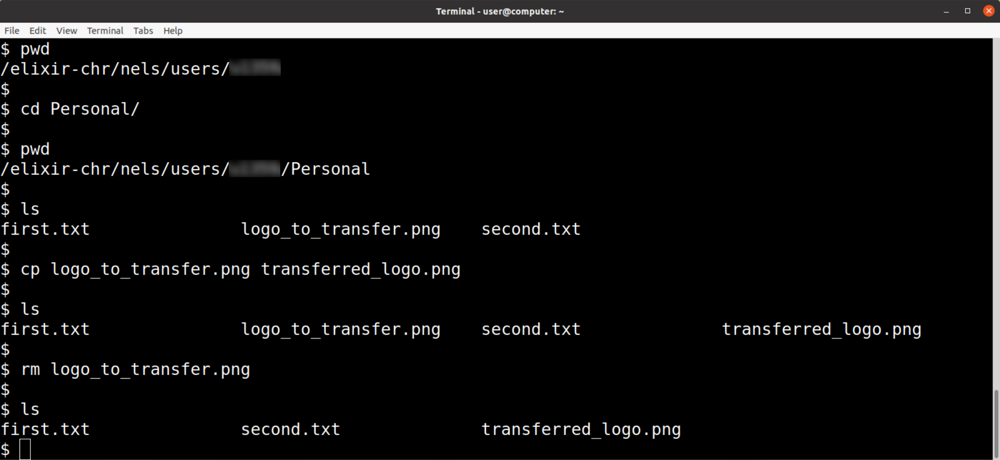 Terminal - user@computer: ~
File Edit View Terminal Tabs Help
$ pwd
/elixir-chr/nels/users/
$
$ cd Personal/
$
$ pwd
/elixir-chr/nels/users/ /Personal
$
$ ls
first.txt logo_to_transfer.png second.txt
$
$ cp logo_to_transfer.png transferred_logo.png
$
$ ls
first.txt logo_to_transfer.png second.txt transferred_logo.png
$
$ rm logo_to_transfer.png
$
$ ls
first.txt second.txt transferred_logo.png
$